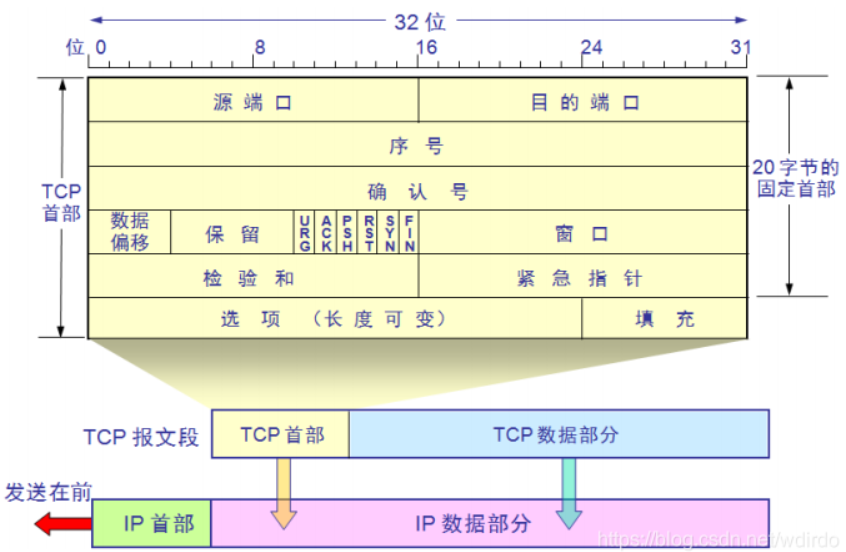 32 位
位 0 8 16 24 31
源端口 目的端口
序号
确认号
TCP
首部
20 字节的
固定首部
数据
偏移
保留
URG
ACK
PSH
RST
SYN
FIN
窗口
检验和 紧急指针
选项（长度可变） 填充
TCP 报文段 TCP 首部 TCP 数据部分
发送在前
IP 首部 IP 数据部分
https://blog.csdn.net/wdirdo